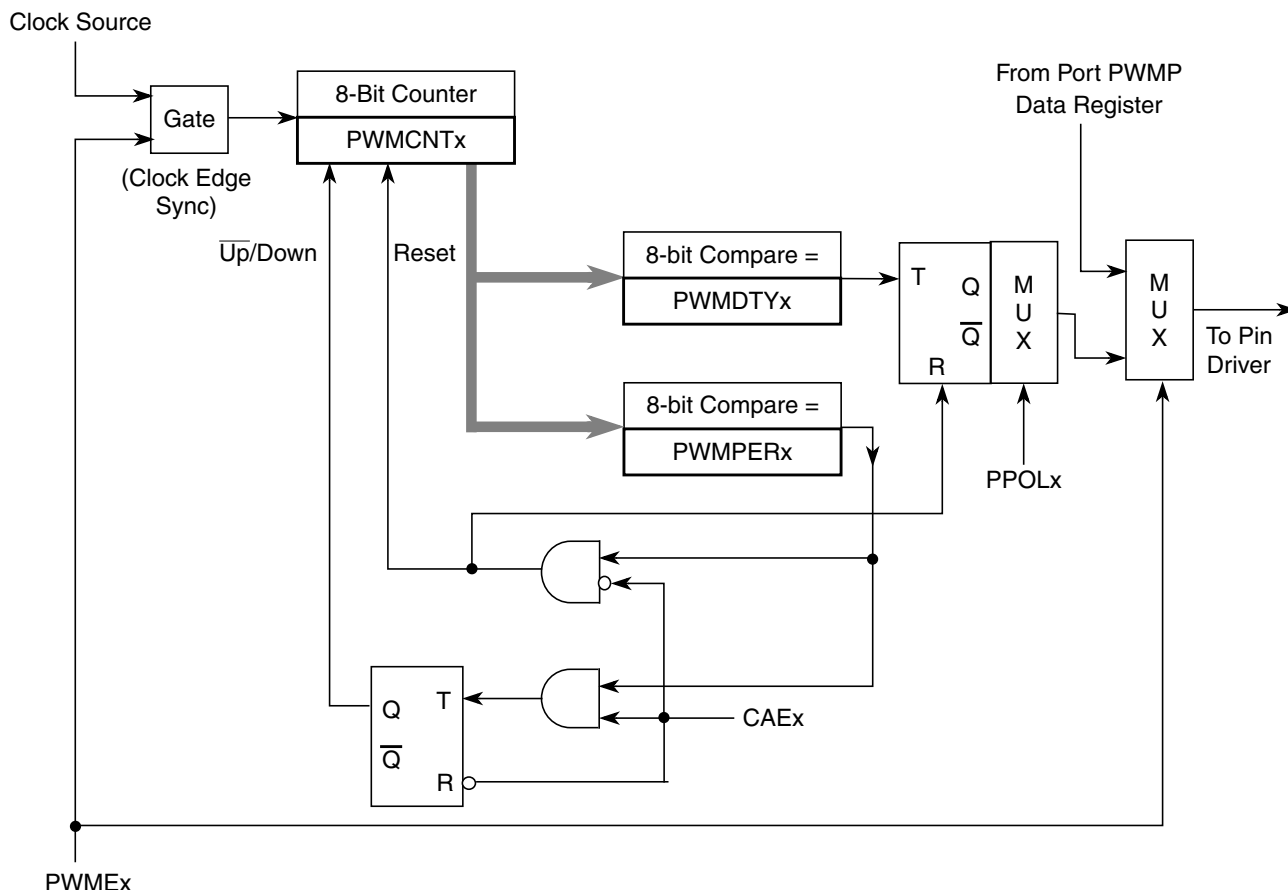 Clock Source
Gate
(Clock Edge
Sync)
8-Bit Counter
PWMCNTx
From Port PWMP
Data Register
U̅p̅/Down
Reset
8-bit Compare =
PWMDTYx
T
Q
Q̅
R
M
U
X
M
U
X
To Pin
Driver
8-bit Compare =
PWMPERx
PPOLx
Q
T
Q̅
R
CAEx
PWMEx